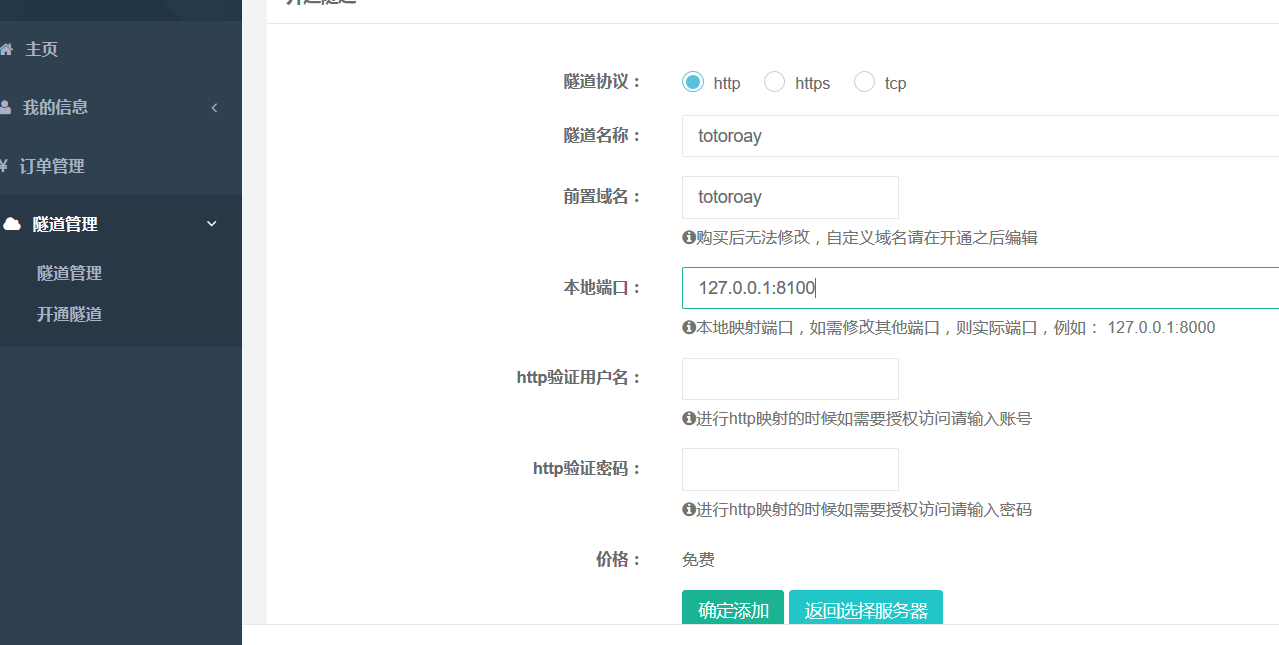 开通隧道
主页
我的信息
¥ 订单管理
隧道管理
隧道管理
开通隧道
隧道协议： http https tcp
隧道名称： totoroay
前置域名： totoroay
购买后无法修改，自定义域名请在开通之后编辑
本地端口： 127.0.0.1:8100
本地映射端口，如需修改其他端口，则实际端口，例如： 127.0.0.1:8000
http验证用户名：
进行http映射的时候如需要授权访问请输入账号
http验证密码：
进行http映射的时候如需要授权访问请输入密码
价格： 免费
确定添加 返回选择服务器